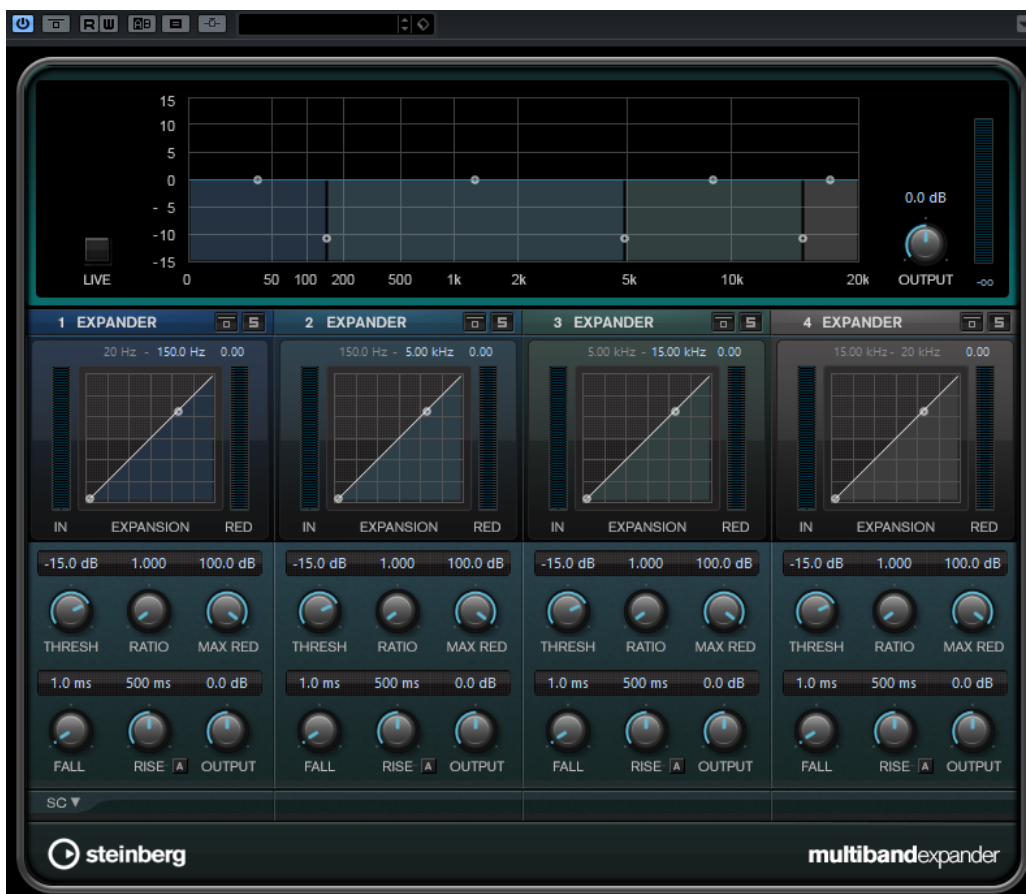 R W A B
15
10
5
0
- 5
-10
-15
0 50 100 200 500 1k 2k 5k 10k 20k
LIVE
0.0 dB
OUTPUT
-oo
1 EXPANDER S 2 EXPANDER S 3 EXPANDER S 4 EXPANDER S
20 Hz - 150.0 Hz 0.00 150.0 Hz - 5.00 kHz 0.00 5.00 kHz - 15.00 kHz 0.00 15.00 kHz - 20 kHz 0.00
IN EXPANSION RED IN EXPANSION RED IN EXPANSION RED IN EXPANSION RED
-15.0 dB 1.000 100.0 dB -15.0 dB 1.000 100.0 dB -15.0 dB 1.000 100.0 dB -15.0 dB 1.000 100.0 dB
THRESH RATIO MAX RED THRESH RATIO MAX RED THRESH RATIO MAX RED THRESH RATIO MAX RED
1.0 ms 500 ms 0.0 dB 1.0 ms 500 ms 0.0 dB 1.0 ms 500 ms 0.0 dB 1.0 ms 500 ms 0.0 dB
FALL RISE A OUTPUT FALL RISE A OUTPUT FALL RISE A OUTPUT FALL RISE A OUTPUT
SC
steinberg
multibandexpander